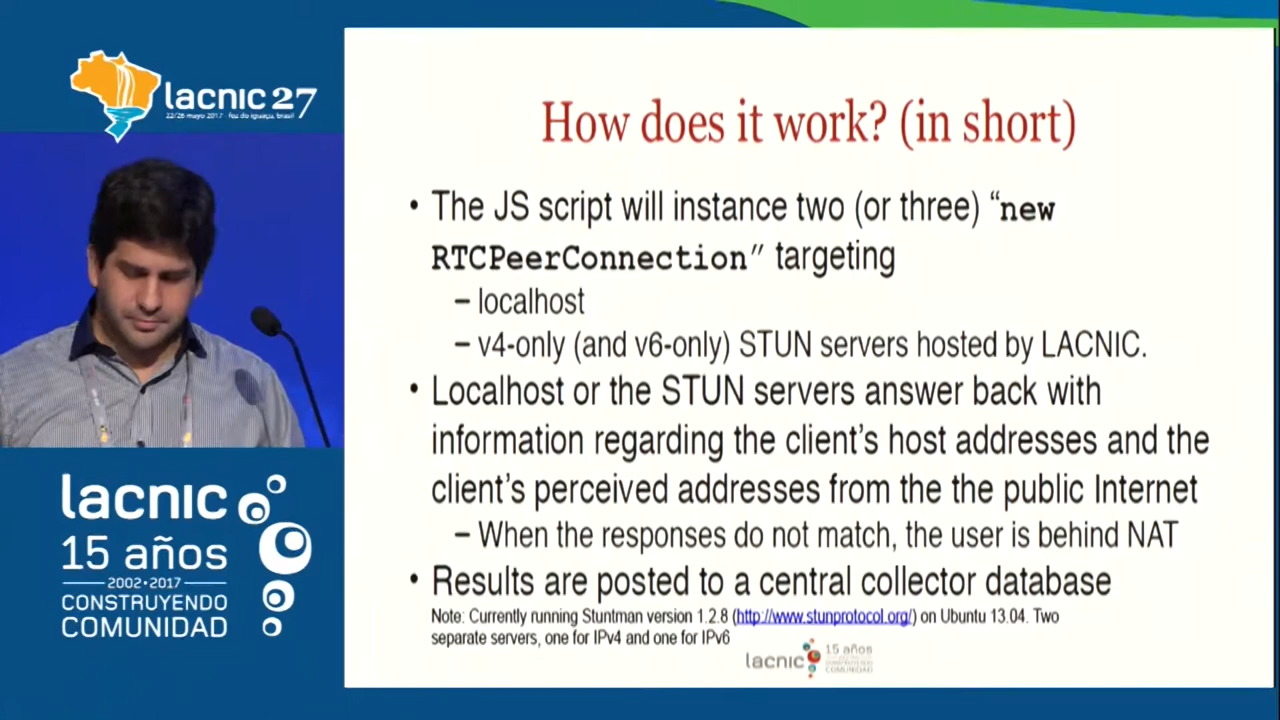 lacnic 27
22/26 mayo 2017 - foz do iguaçu, brasil
How does it work? (in short)
• The JS script will instance two (or three) “new
RTCPeerConnection” targeting
– localhost
– v4-only (and v6-only) STUN servers hosted by LACNIC.
• Localhost or the STUN servers answer back with
information regarding the client’s host addresses and the
client’s perceived addresses from the the public Internet
– When the responses do not match, the user is behind NAT
• Results are posted to a central collector database
Note: Currently running Stuntman version 1.2.8 (http://www.stunprotocol.org/) on Ubuntu 13.04. Two
separate servers, one for IPv4 and one for IPv6
lacnic
15 años
CONSTRUYENDO
COMUNIDAD
lacnic
15 años
2002•2017
CONSTRUYENDO
COMUNIDAD